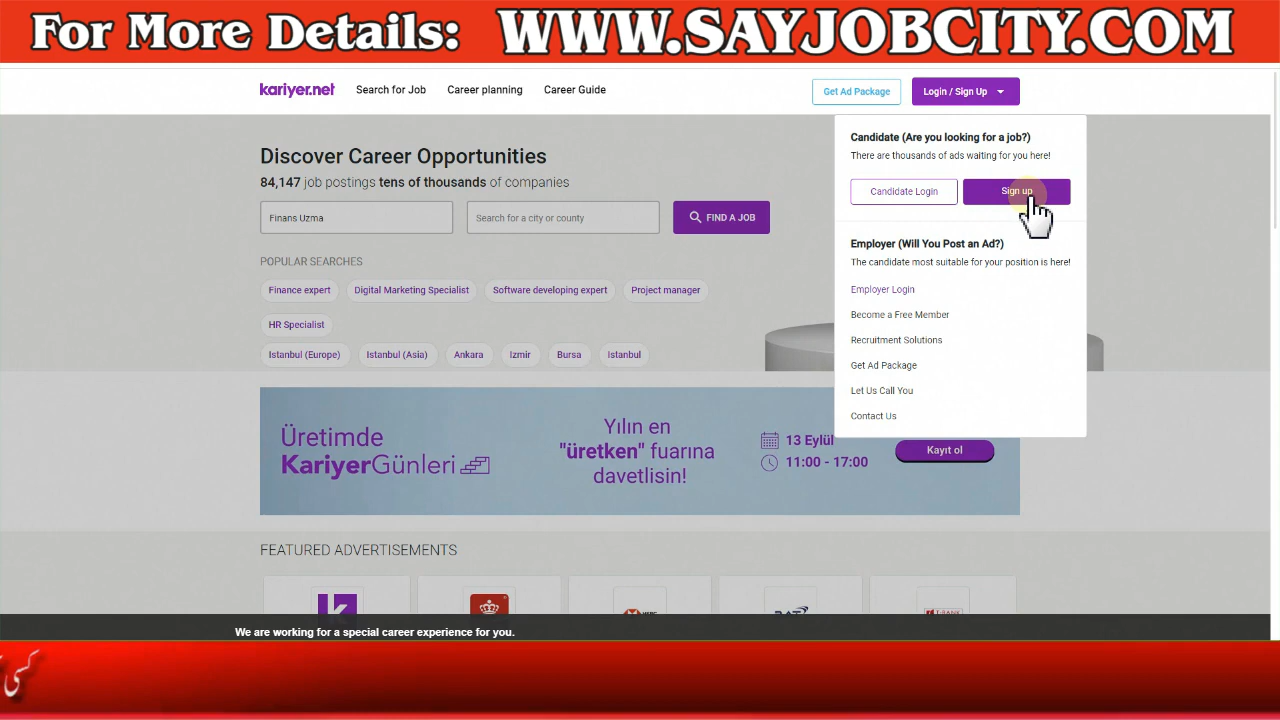 For More Details: WWW.SAYJOBCITY.COM
kariyer.net Search for Job Career planning Career Guide Get Ad Package Login / Sign Up
Candidate (Are you looking for a job?)
There are thousands of ads waiting for you here!
Candidate Login Sign up
Employer (Will You Post an Ad?)
The candidate most suitable for your position is here!
Employer Login
Become a Free Member
Recruitment Solutions
Get Ad Package
Let Us Call You
Contact Us
Discover Career Opportunities
84,147 job postings tens of thousands of companies
Finans Uzma Search for a city or county FIND A JOB
POPULAR SEARCHES
Finance expert Digital Marketing Specialist Software developing expert Project manager
HR Specialist
Istanbul (Europe) Istanbul (Asia) Ankara Izmir Bursa Istanbul
Üretimde
KariyerGünleri
Yılın en
"üretken" fuarına
davetlisin!
13 Eylül
11:00 - 17:00
Kayıt ol
FEATURED ADVERTISEMENTS
We are working for a special career experience for you.